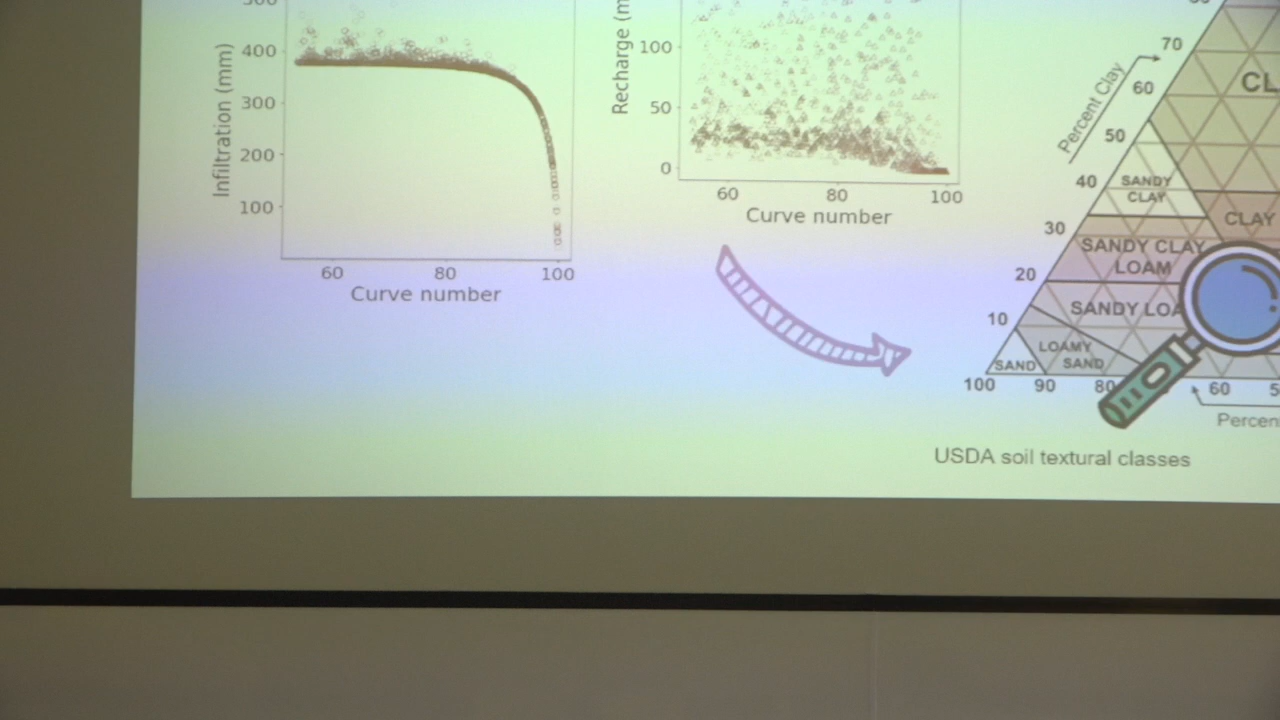 400
300
200
100
Infiltration (mm)
60 80 100
Curve number
100
50
0
Recharge (m
60 80 100
Curve number
70
60
50
40
30
20
10
Percent Clay
CL
SANDY
CLAY
CLAY
SANDY CLAY
LOAM
SANDY LOA
LOAMY
SAND
SAND
100 90 80 60 5
Percen
USDA soil textural classes